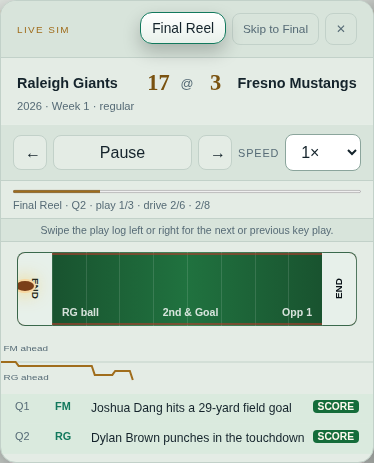 LIVE SIM
Final Reel
Skip to Final
×
Raleigh Giants 17 @ 3 Fresno Mustangs
2026 · Week 1 · regular
← Pause → SPEED 1×
Final Reel · Q2 · play 1/3 · drive 2/6 · 2/8
Swipe the play log left or right for the next or previous key play.
END
END
RG ball 2nd & Goal Opp 1
FM ahead
RG ahead
Q1 FM Joshua Dang hits a 29-yard field goal SCORE
Q2 RG Dylan Brown punches in the touchdown SCORE